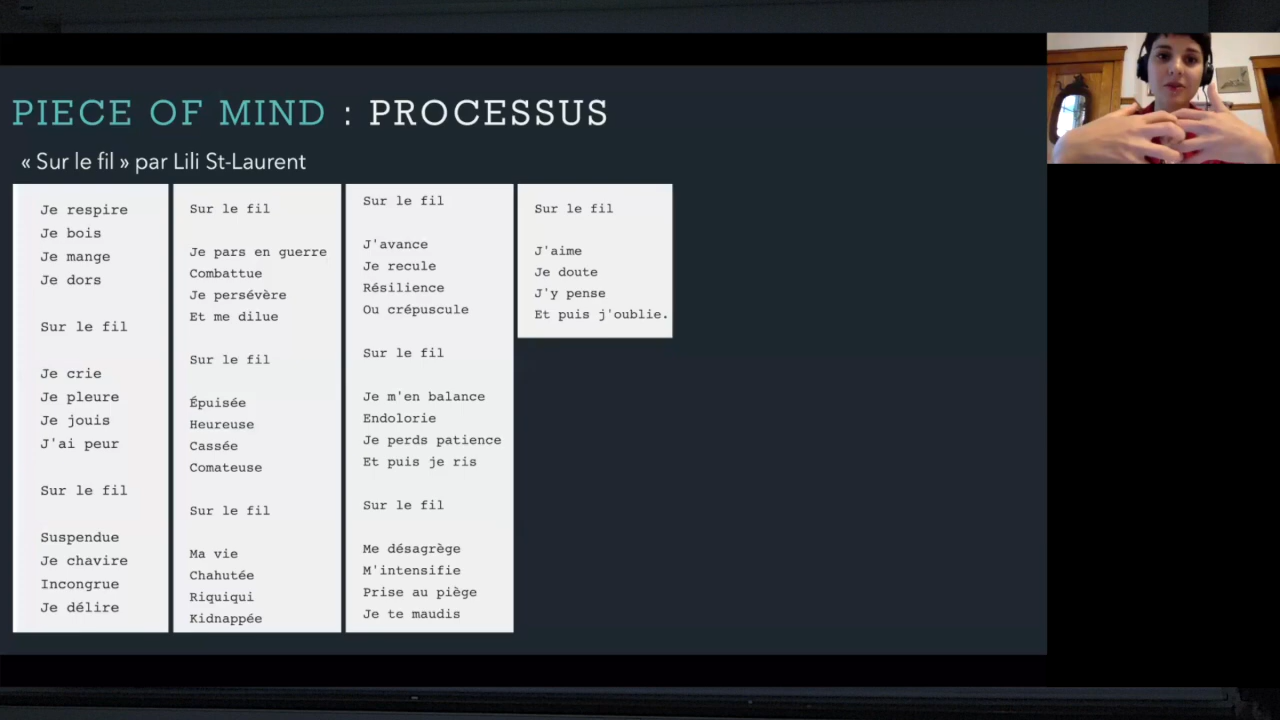 PIECE OF MIND : PROCESSUS
« Sur le fil » par Lili St-Laurent
Je respire
Je bois
Je mange
Je dors
Sur le fil
Je crie
Je pleure
Je jouis
J'ai peur
Sur le fil
Suspendue
Je chavire
Incongrue
Je délire
Sur le fil
Je pars en guerre
Combattue
Je persévère
Et me dilue
Sur le fil
Épuisée
Heureuse
Cassée
Comateuse
Sur le fil
Ma vie
Chahutée
Riquiqui
Kidnappée
Sur le fil
J'avance
Je recule
Résilience
Ou crépuscule
Sur le fil
Je m'en balance
Endolorie
Je perds patience
Et puis je ris
Sur le fil
Me désagrège
M'intensifie
Prise au piège
Je te maudis
Sur le fil
J'aime
Je doute
J'y pense
Et puis j'oublie.